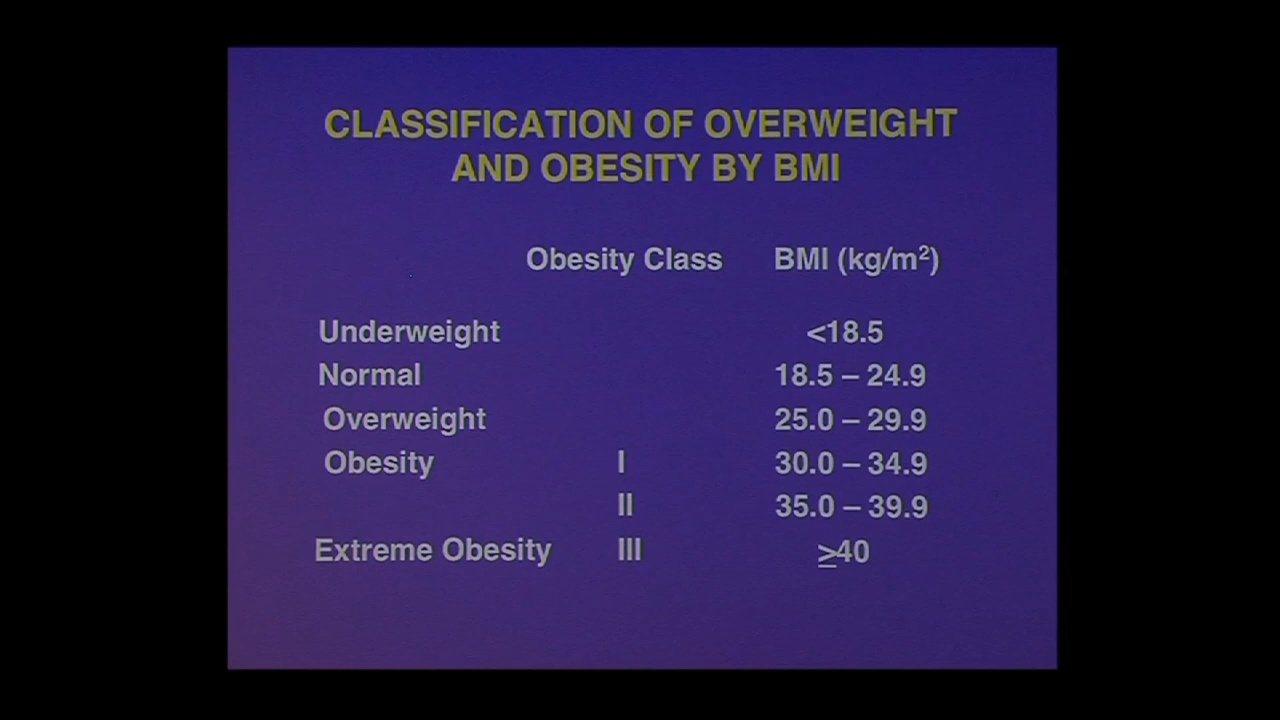 CLASSIFICATION OF OVERWEIGHT
AND OBESITY BY BMI
Obesity Class BMI (kg/m²)
Underweight <18.5
Normal 18.5 – 24.9
Overweight 25.0 – 29.9
Obesity I 30.0 – 34.9
II 35.0 – 39.9
Extreme Obesity III ≥40